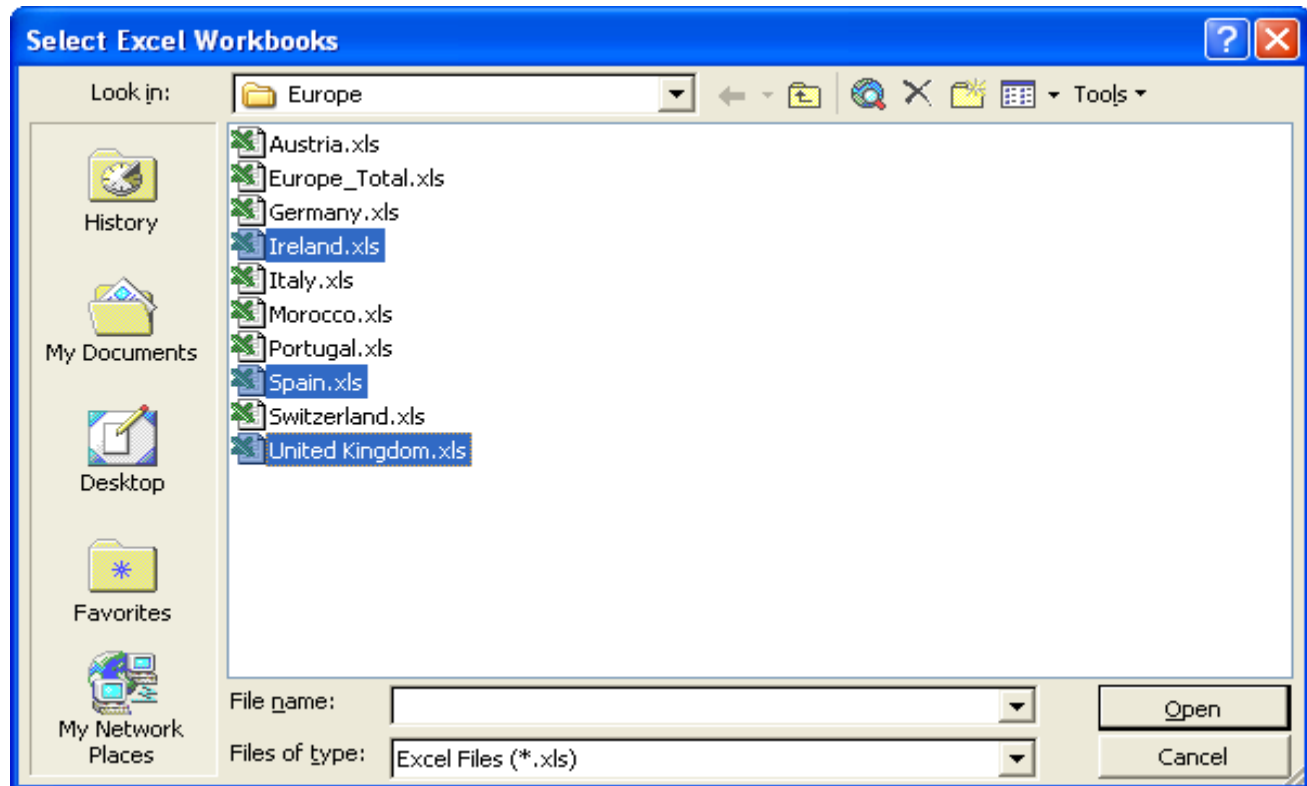 Select Excel Workbooks
Look in:
Europe
Tools
Austria.xls
Europe_Total.xls
Germany.xls
Ireland.xls
Italy.xls
Morocco.xls
Portugal.xls
Spain.xls
Switzerland.xls
United Kingdom.xls
History
My Documents
Desktop
Favorites
My Network
Places
File name:
Open
Files of type:
Excel Files (*.xls)
Cancel